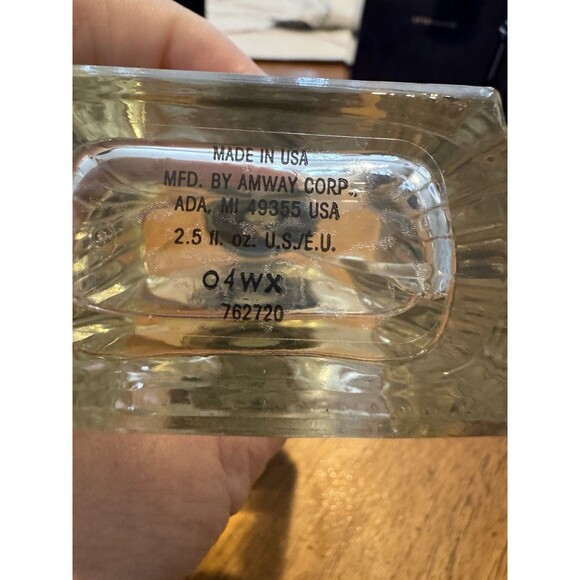 MADE IN USA
MFD. BY AMWAY CORP.,
ADA, MI 49355 USA
2.5 fl. oz. U.S./E.U.
04WX
762720